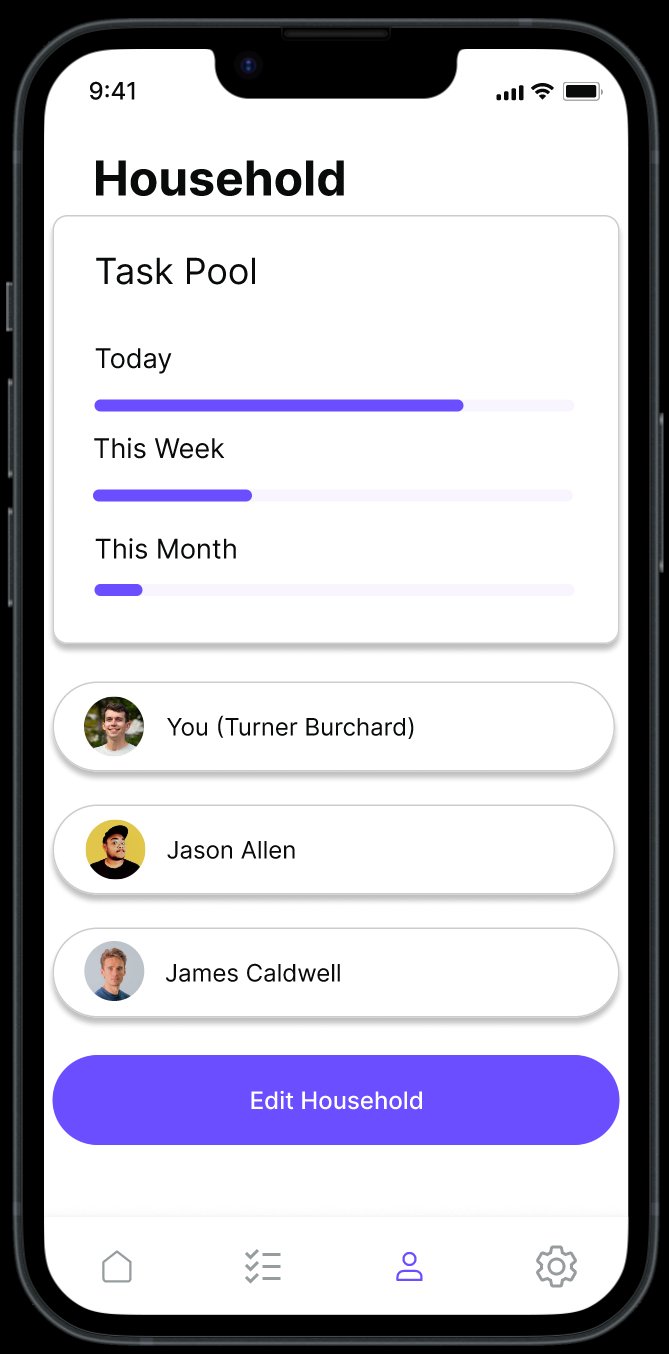 9:41
Household
Task Pool
Today
This Week
This Month
You (Turner Burchard)
Jason Allen
James Caldwell
Edit Household